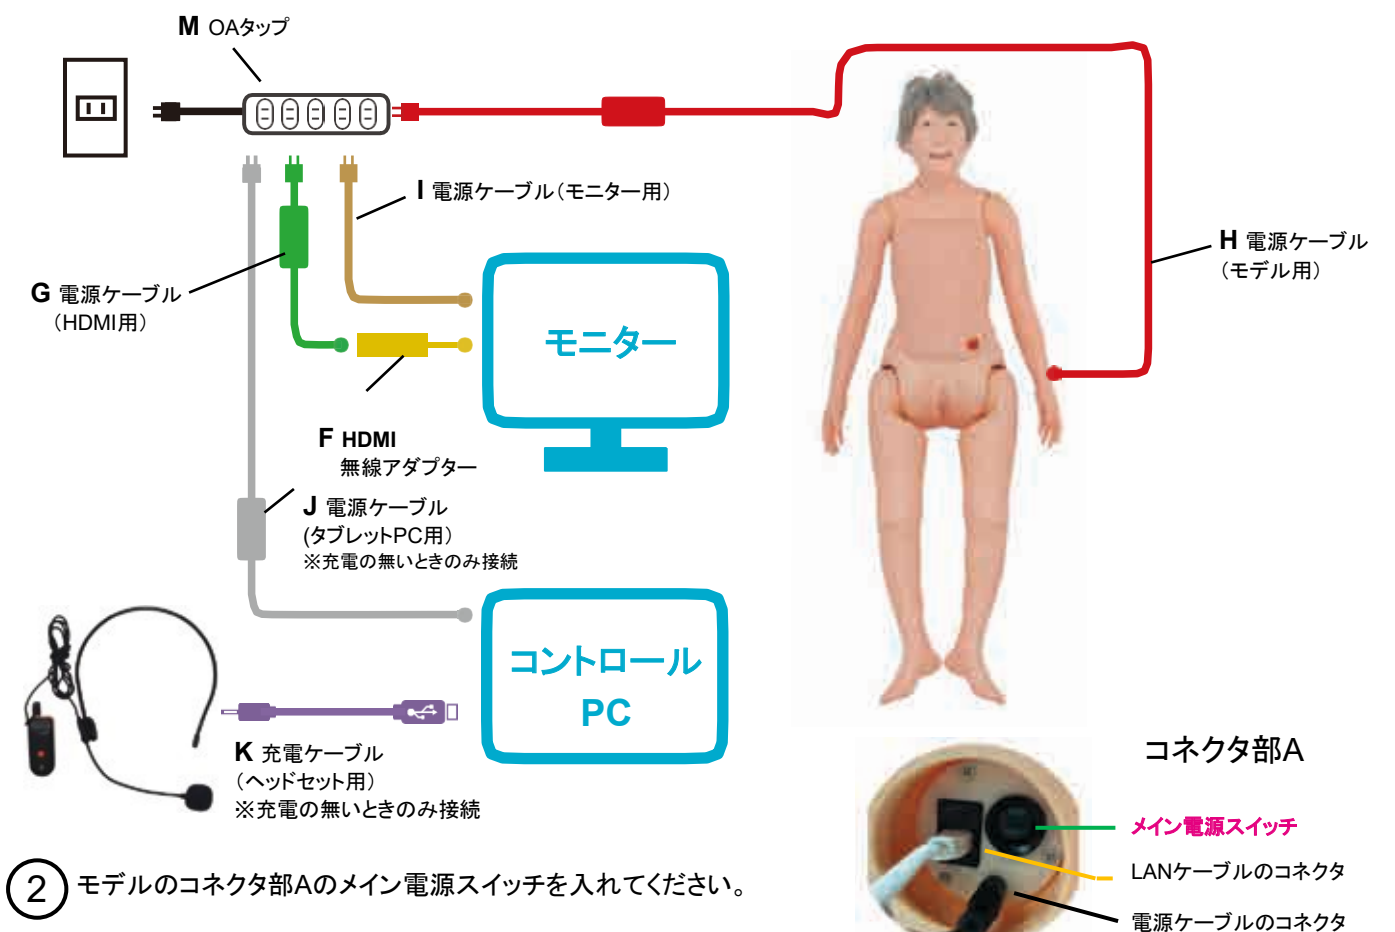 M OAタップ
I 電源ケーブル（モニター用）
H 電源ケーブル
（モデル用）
G 電源ケーブル
（HDMI用）
モニター
F HDMI
無線アダプター
J 電源ケーブル
(タブレットPC用）
※充電の無いときのみ接続
コントロール
PC
K 充電ケーブル
（ヘッドセット用）
※充電の無いときのみ接続
コネクタ部A
メイン電源スイッチ
LANケーブルのコネクタ
電源ケーブルのコネクタ
2 モデルのコネクタ部Aのメイン電源スイッチを入れてください。